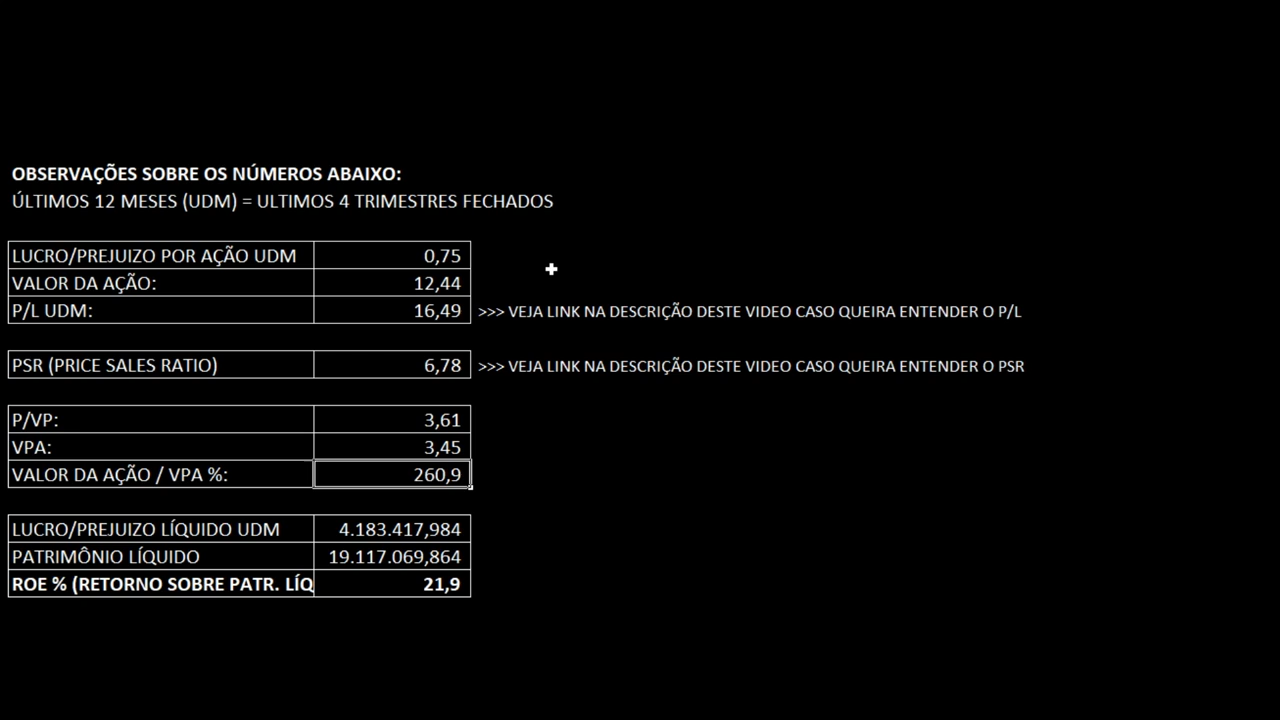 OBSERVAÇÕES SOBRE OS NÚMEROS ABAIXO:
ÚLTIMOS 12 MESES (UDM) = ULTIMOS 4 TRIMESTRES FECHADOS
LUCRO/PREJUIZO POR AÇÃO UDM 0,75
VALOR DA AÇÃO: 12,44
P/L UDM: 16,49 >>> VEJA LINK NA DESCRIÇÃO DESTE VIDEO CASO QUEIRA ENTENDER O P/L
PSR (PRICE SALES RATIO) 6,78 >>> VEJA LINK NA DESCRIÇÃO DESTE VIDEO CASO QUEIRA ENTENDER O PSR
P/VP: 3,61
VPA: 3,45
VALOR DA AÇÃO / VPA %: 260,9
LUCRO/PREJUIZO LÍQUIDO UDM 4.183.417,984
PATRIMÔNIO LÍQUIDO 19.117.069,864
ROE % (RETORNO SOBRE PATR. LÍQ 21,9